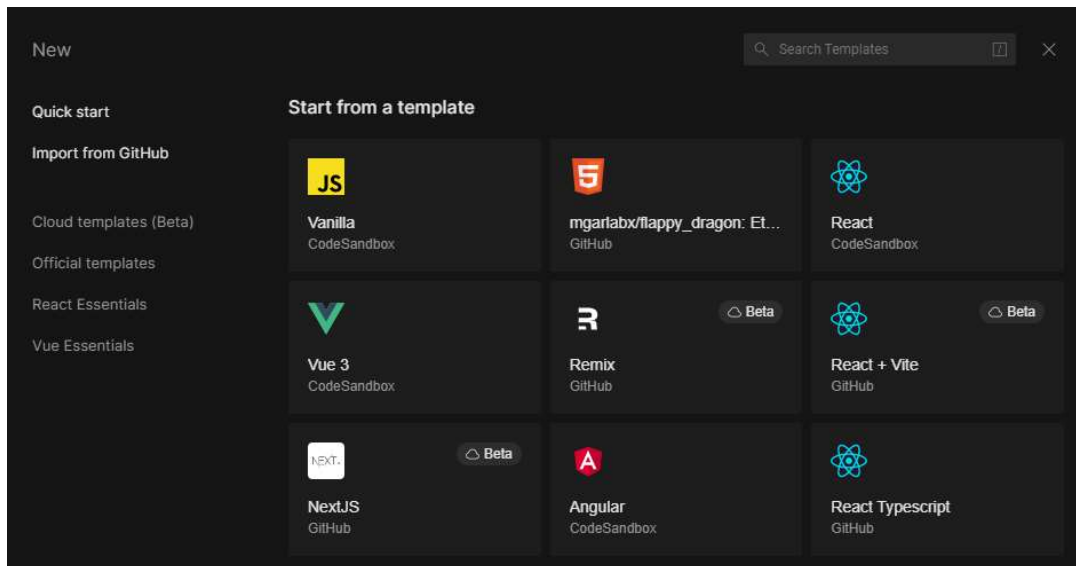 New
Search Templates
/
Quick start
Import from GitHub
Cloud templates (Beta)
Official templates
React Essentials
Vue Essentials
Start from a template
JS
Vanilla
CodeSandbox
5
mgarlabx/flappy_dragon: Et...
GitHub
React
CodeSandbox
Vue 3
CodeSandbox
R
Beta
Remix
GitHub
Beta
React + Vite
GitHub
NEXT.
Beta
NextJS
GitHub
A
Angular
CodeSandbox
React Typescript
GitHub